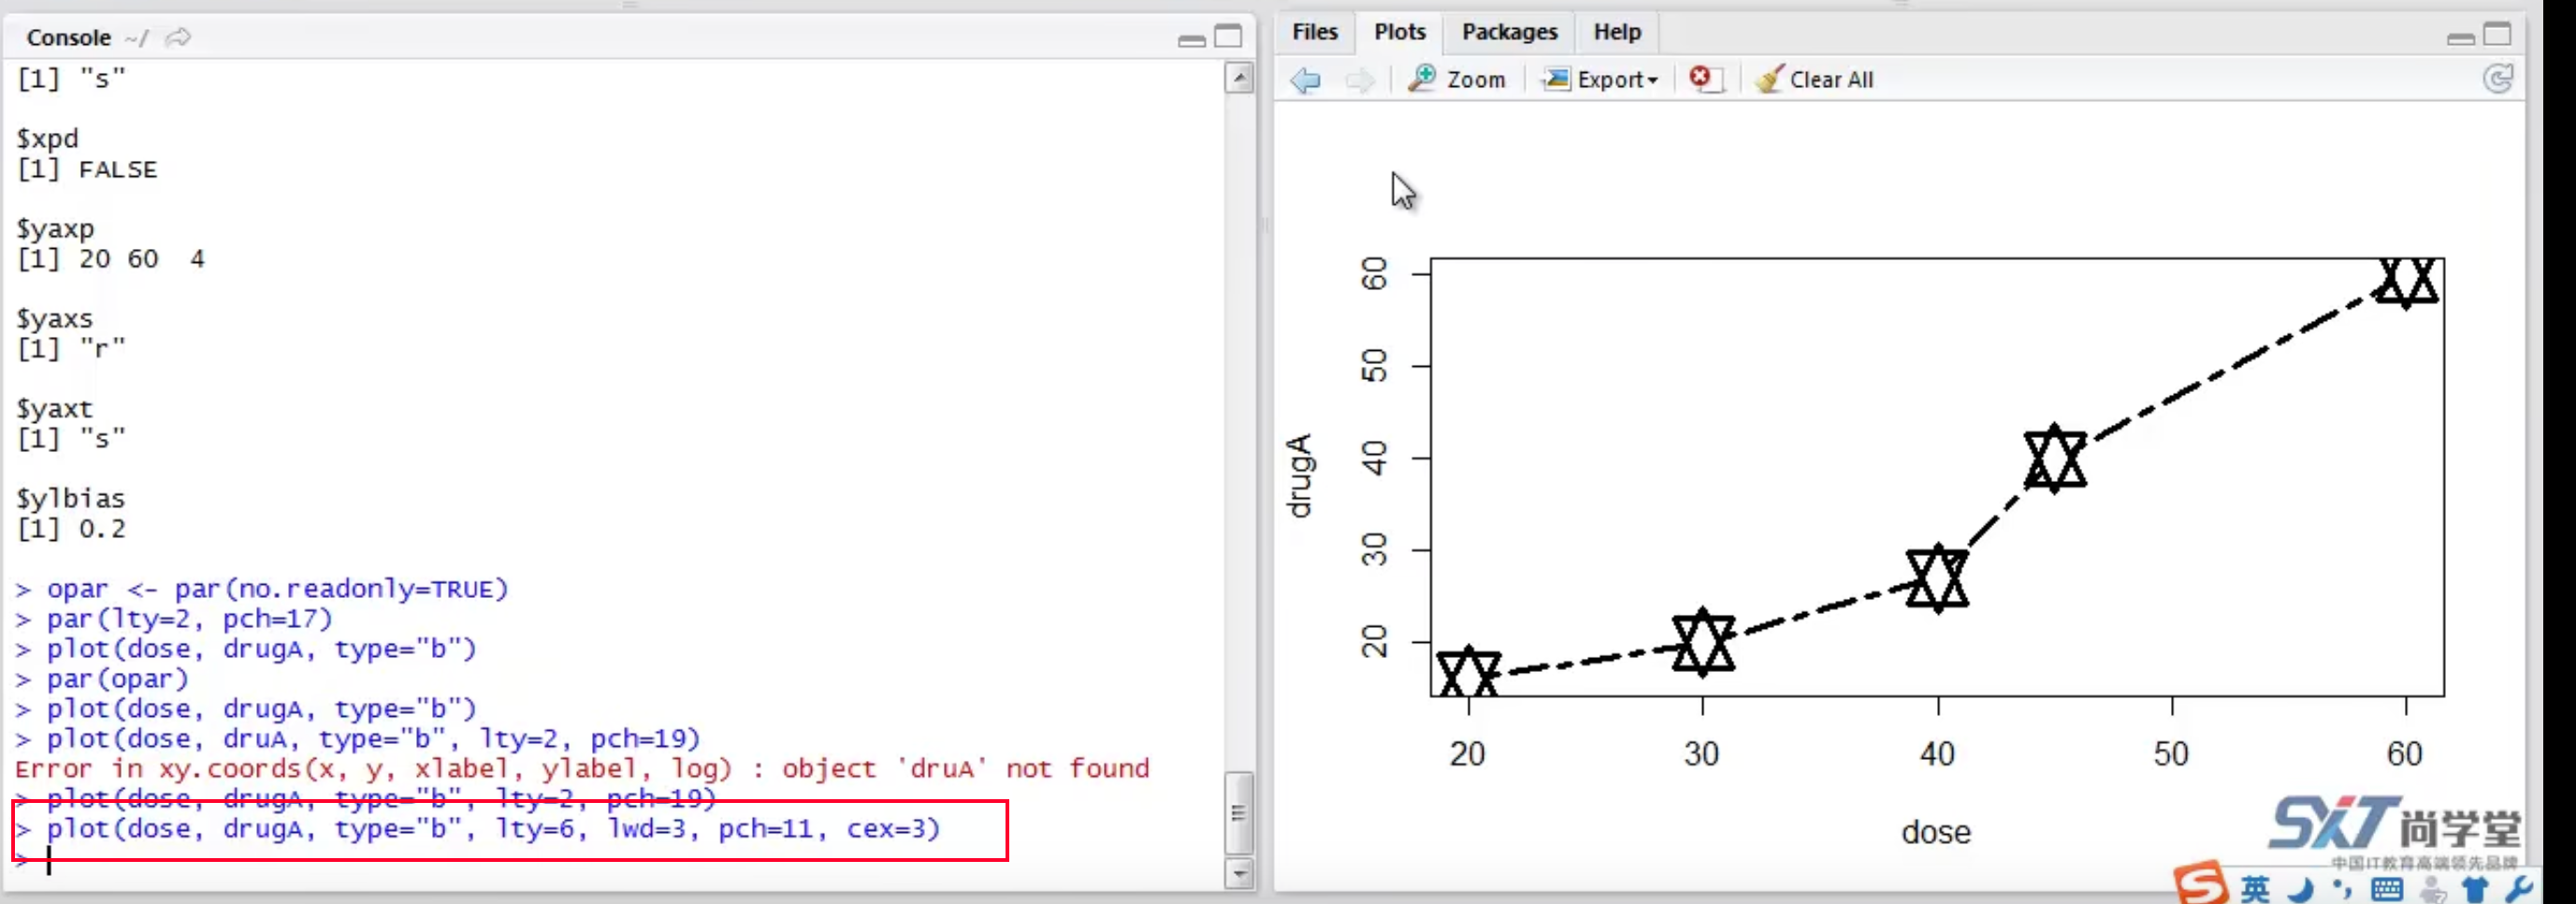 Console ~/
[1] "s"
$xpd
[1] FALSE
$yaxp
[1] 20 60  4
$yaxs
[1] "r"
$yaxt
[1] "s"
$ylbias
[1] 0.2
> opar <- par(no.readonly=TRUE)
> par(lty=2, pch=17)
> plot(dose, drugA, type="b")
> par(opar)
> plot(dose, drugA, type="b")
> plot(dose, druA, type="b", lty=2, pch=19)
Error in xy.coords(x, y, xlabel, ylabel, log) : object 'druA' not found
> plot(dose, drugA, type="b", lty=2, pch=19)
> plot(dose, drugA, type="b", lty=6, lwd=3, pch=11, cex=3)
>
Files Plots Packages Help
Zoom Export Clear All
60
50
40
30
20
drugA
20 30 40 50 60
dose
SXT 尚学堂
中国IT教育高端领先品牌
S 英